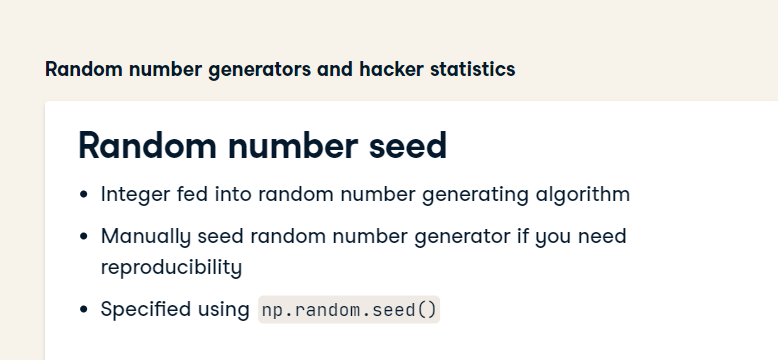 Random number generators and hacker statistics
Random number seed
• Integer fed into random number generating algorithm
• Manually seed random number generator if you need
reproducibility
• Specified using np.random.seed()